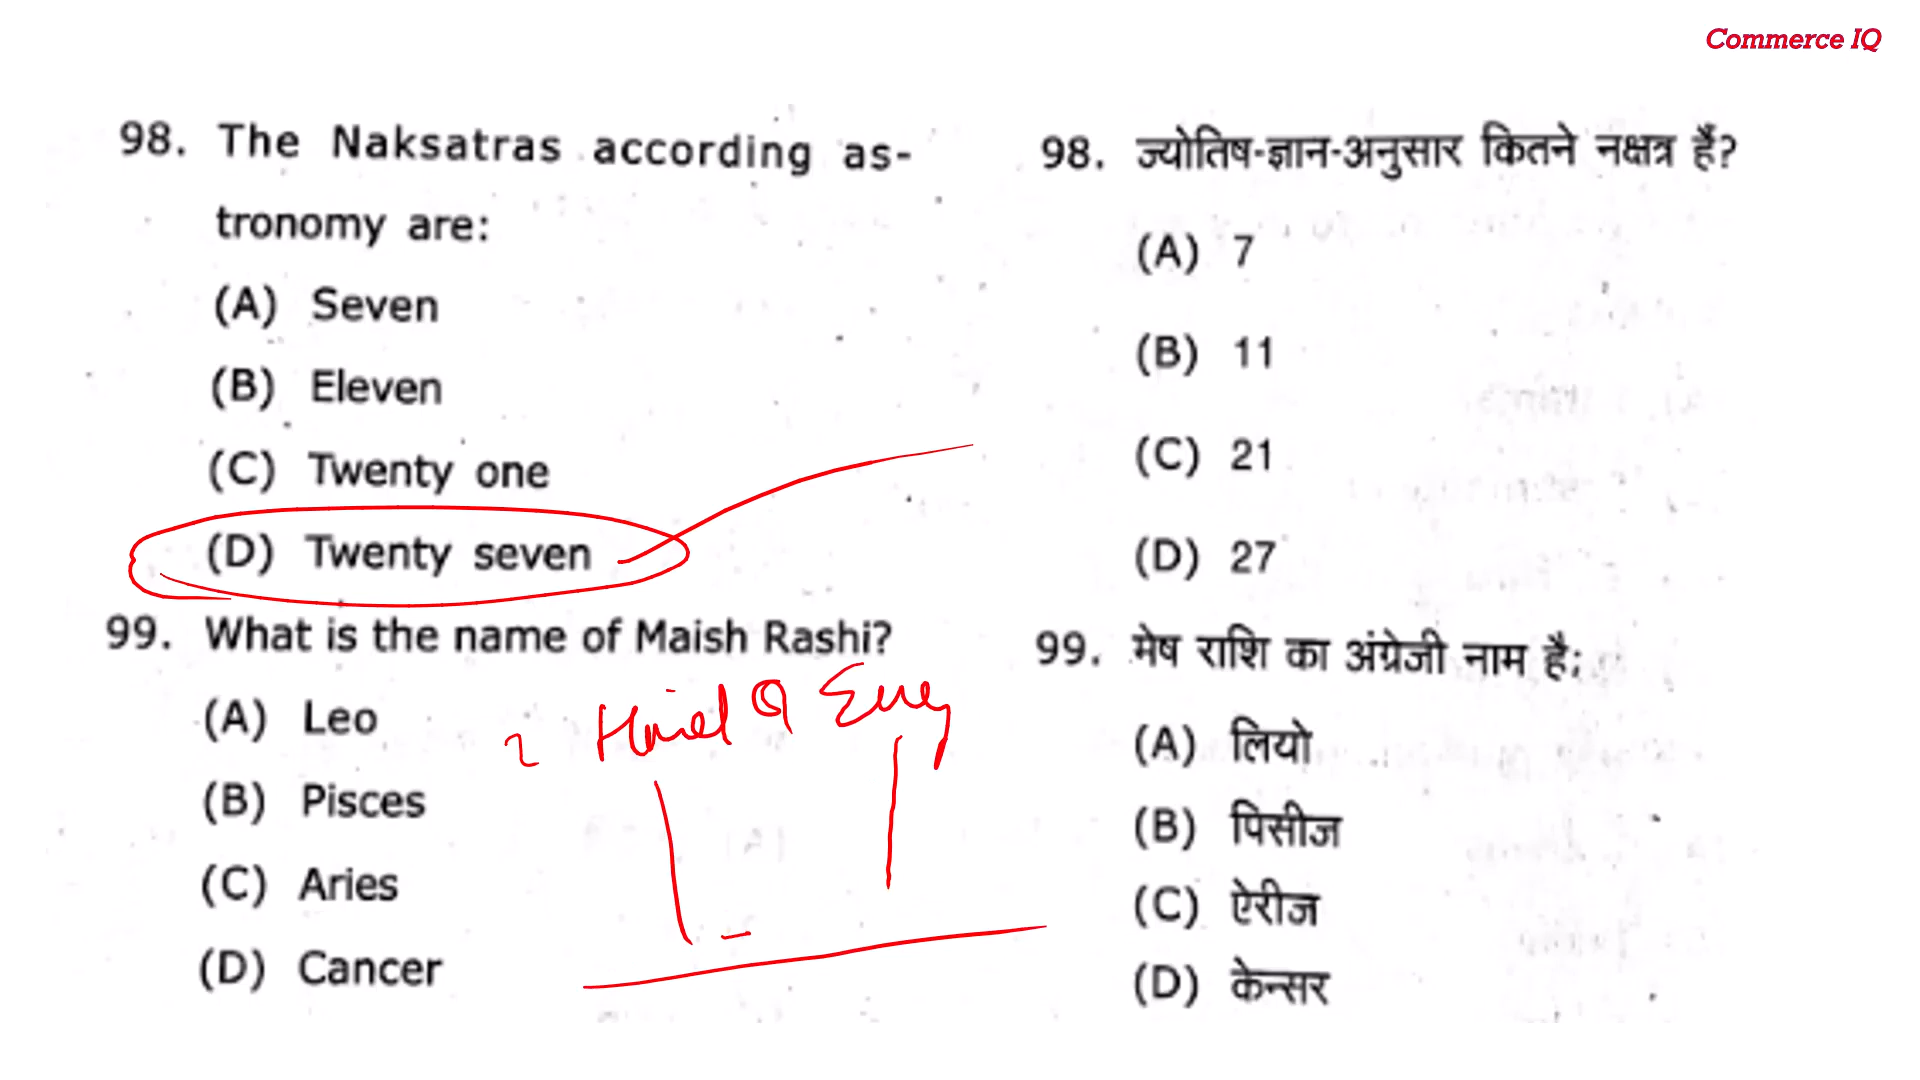 Commerce IQ
98. The Naksatras according as-
tronomy are:
(A) Seven
(B) Eleven
(C) Twenty one
(D) Twenty seven
99. What is the name of Maish Rashi?
(A) Leo
(B) Pisces
(C) Aries
(D) Cancer
98. ज्योतिष-ज्ञान-अनुसार कितने नक्षत्र हैं?
(A) 7
(B) 11
(C) 21
(D) 27
99. मेष राशि का अंग्रेजी नाम है:
(A) लियो
(B) पिसीज
(C) ऐरीज
(D) केन्सर